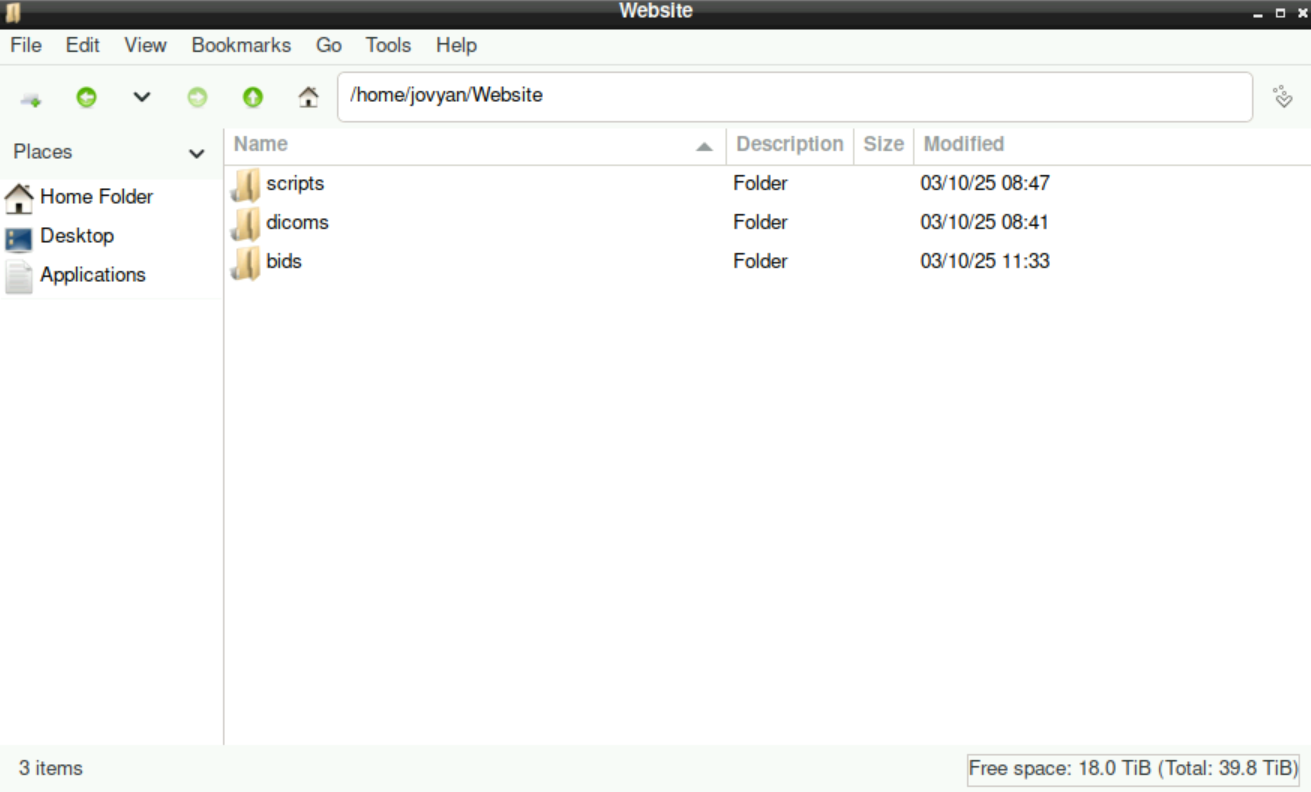 Website
File Edit View Bookmarks Go Tools Help
/home/jovyan/Website
Places
Home Folder
Desktop
Applications
Name Description Size Modified
scripts Folder 03/10/25 08:47
dicoms Folder 03/10/25 08:41
bids Folder 03/10/25 11:33
3 items
Free space: 18.0 TiB (Total: 39.8 TiB)